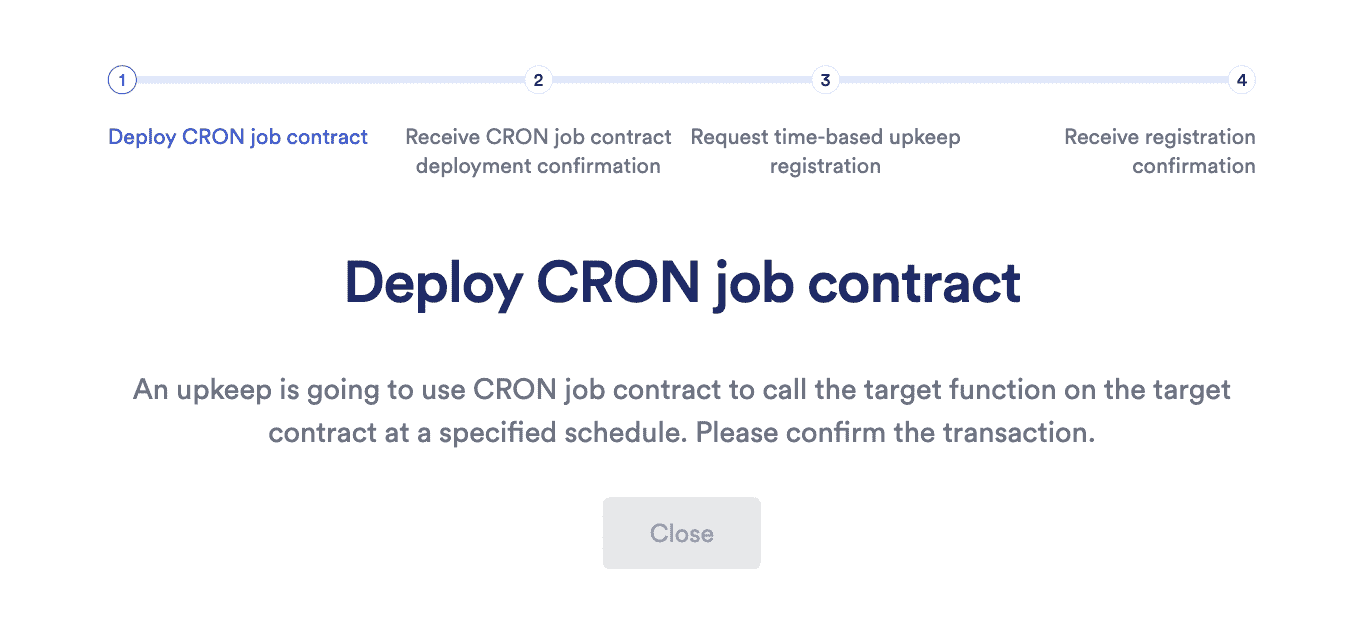 1
2
3
4
Deploy CRON job contract
Receive CRON job contract
deployment confirmation
Request time-based upkeep
registration
Receive registration
confirmation
Deploy CRON job contract
An upkeep is going to use CRON job contract to call the target function on the target
contract at a specified schedule. Please confirm the transaction.
Close